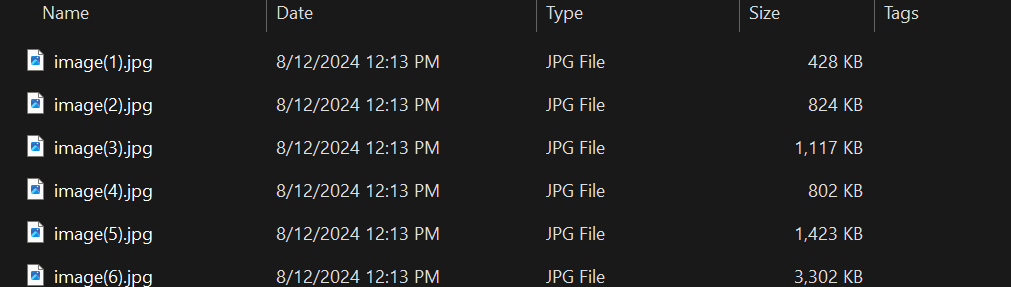 Name Date Type Size Tags
image(1).jpg 8/12/2024 12:13 PM JPG File 428 KB
image(2).jpg 8/12/2024 12:13 PM JPG File 824 KB
image(3).jpg 8/12/2024 12:13 PM JPG File 1,117 KB
image(4).jpg 8/12/2024 12:13 PM JPG File 802 KB
image(5).jpg 8/12/2024 12:13 PM JPG File 1,423 KB
image(6).jpg 8/12/2024 12:13 PM JPG File 3,302 KB